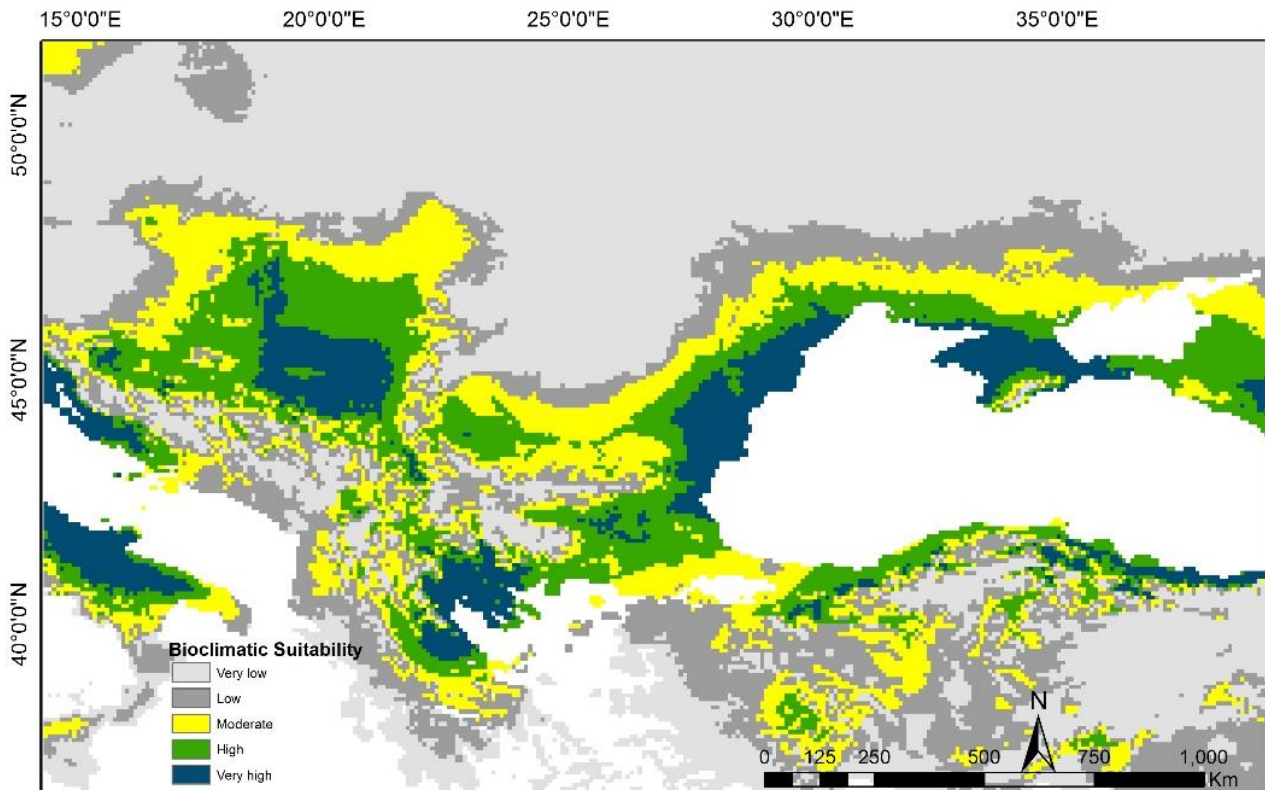 15°0'0"E 20°0'0"E 25°0'0"E 30°0'0"E 35°0'0"E
50°0'0"N
45°0'0"N
40°0'0"N
Bioclimatic Suitability
Very low
Low
Moderate
High
Very high
N
0 125 250 500 750 1,000
Km